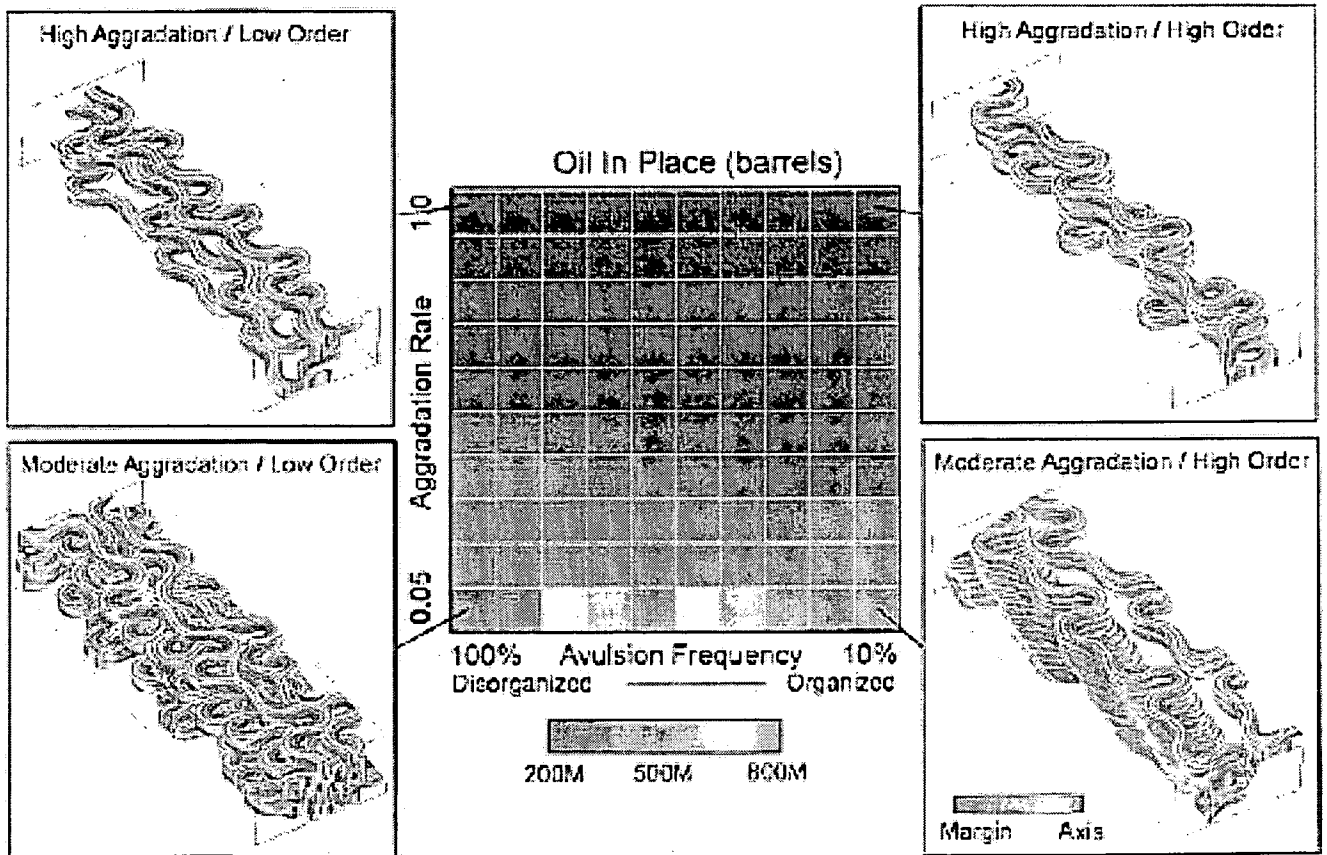 High Aggradation / Low Order
High Aggradation / High Order
Oil In Place (barrels)
1.0
Aggradation Rate
0.05
Moderate Aggradation / Low Order
Moderate Aggradation / High Order
100% Avulsion Frequency 10%
Disorganized Organized
200M 500M 800M
Margin Axis